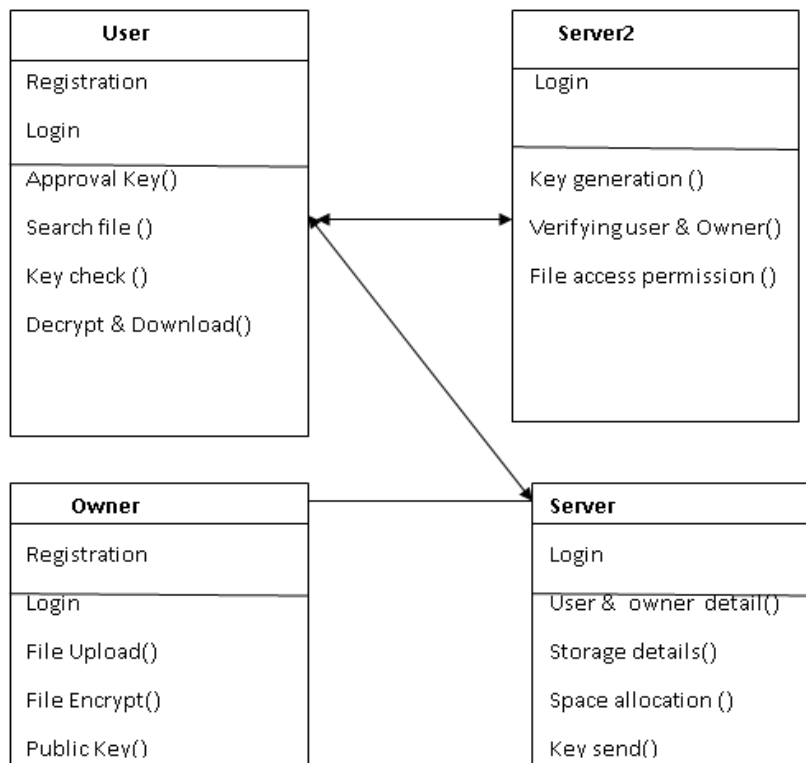 User
Registration
Login
Approval Key()
Search file ()
Key check ()
Decrypt & Download()
Server2
Login
Key generation ()
Verifyinguser & Owner()
File access permission ()
Owner
Registration
Login
File Upload()
File Encrypt()
Public Key()
Server
Login
User & owner detail()
Storage details()
Space allocation ()
Key send()